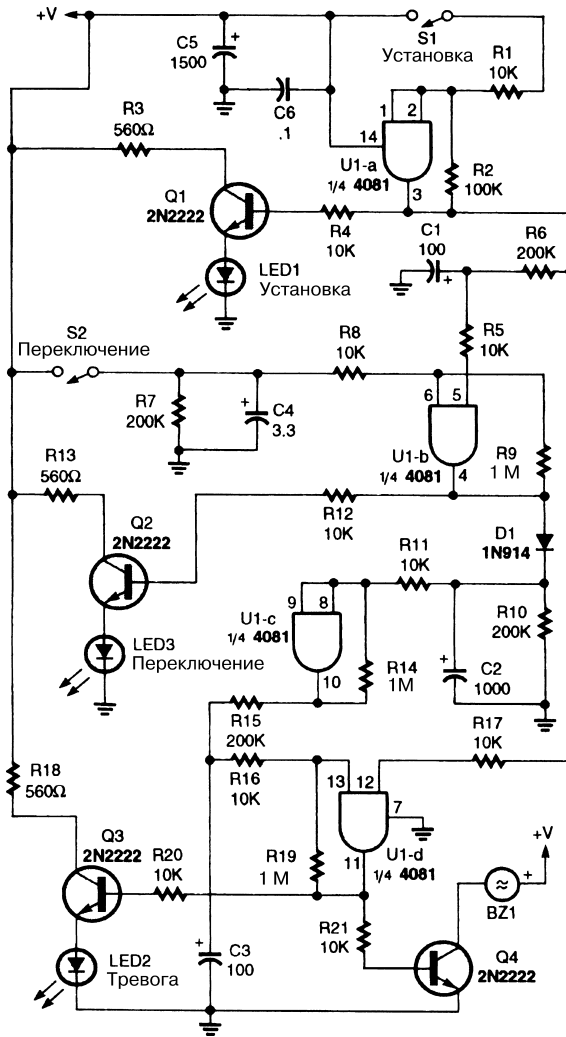 +V
C5
1500
S1
Установка
R1
10K
C6
.1
R3
560Ω
1
2
14
U1-a
1/4 4081
3
R2
100K
Q1
2N2222
R4
10K
C1
100
+
R6
200K
LED1
Установка
S2
Переключение
R8
10K
R5
10K
R7
200K
C4
3.3
+
6
5
U1-b
1/4 4081
4
R9
1 M
R13
560Ω
Q2
2N2222
R12
10K
D1
1N914
R11
10K
9
8
U1-c
1/4 4081
10
R10
200K
LED3
Переключение
R14
1M
+
C2
1000
R15
200K
R16
10K
R17
10K
R18
560Ω
13
12
7
U1-d
1/4 4081
11
+V
+
BZ1
Q3
2N2222
R20
10K
R19
1 M
R21
10K
Q4
2N2222
LED2
Тревога
+
C3
100
+